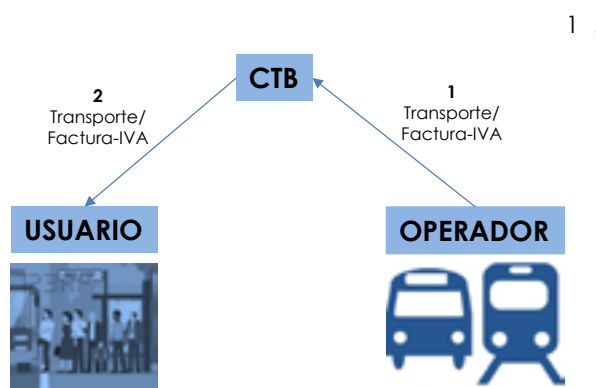 1
CTB
2
Transporte/
Factura-IVA
1
Transporte/
Factura-IVA
USUARIO
OPERADOR